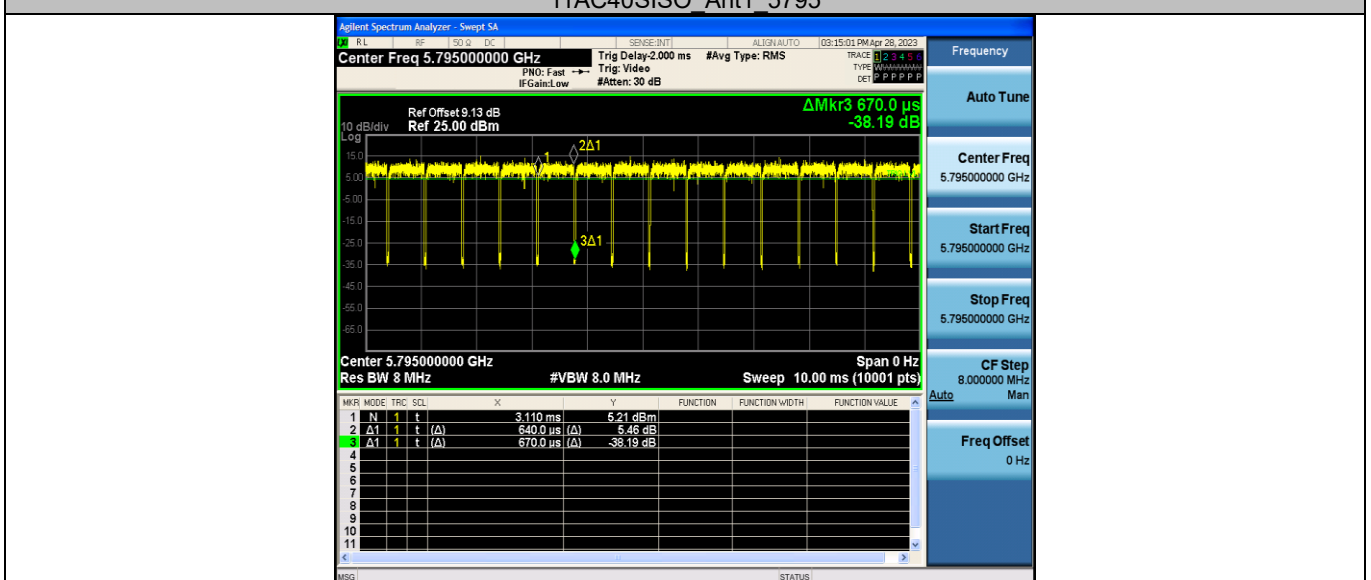 11AC40SISO_Ant1_5795
Agilent Spectrum Analyzer - Swept SA
RL RF 50 Ω DC SENSE:INT ALIGN AUTO 03:15:01 PM Apr 28, 2023
Center Freq 5.795000000 GHz
PNO: Fast
IFGain:Low
Trig Delay-2.000 ms
Trig: Video
#Atten: 30 dB
#Avg Type: RMS
TRACE 1 2 3 4 5 6
TYPE WWWWWW
DET P P P P P P
Frequency
ΔMkr3 670.0 µs
-38.19 dB
Ref Offset 9.13 dB
10 dB/div Ref 25.00 dBm
Log
15.0
5.00
-5.00
-15.0
-25.0
-35.0
-45.0
-55.0
-65.0
1
2Δ1
3Δ1
Center 5.795000000 GHz Span 0 Hz
Res BW 8 MHz #VBW 8.0 MHz Sweep 10.00 ms (10001 pts)
MKR MODE TRC SCL X Y FUNCTION FUNCTION WIDTH FUNCTION VALUE
1 N 1 t 3.110 ms 5.21 dBm
2 Δ1 1 t (Δ) 640.0 µs (Δ) 5.46 dB
3 Δ1 1 t (Δ) 670.0 µs (Δ) -38.19 dB
4
5
6
7
8
9
10
11
MSG STATUS
Auto Tune
Center Freq
5.795000000 GHz
Start Freq
5.795000000 GHz
Stop Freq
5.795000000 GHz
CF Step
8.000000 MHz
Auto Man
Freq Offset
0 Hz